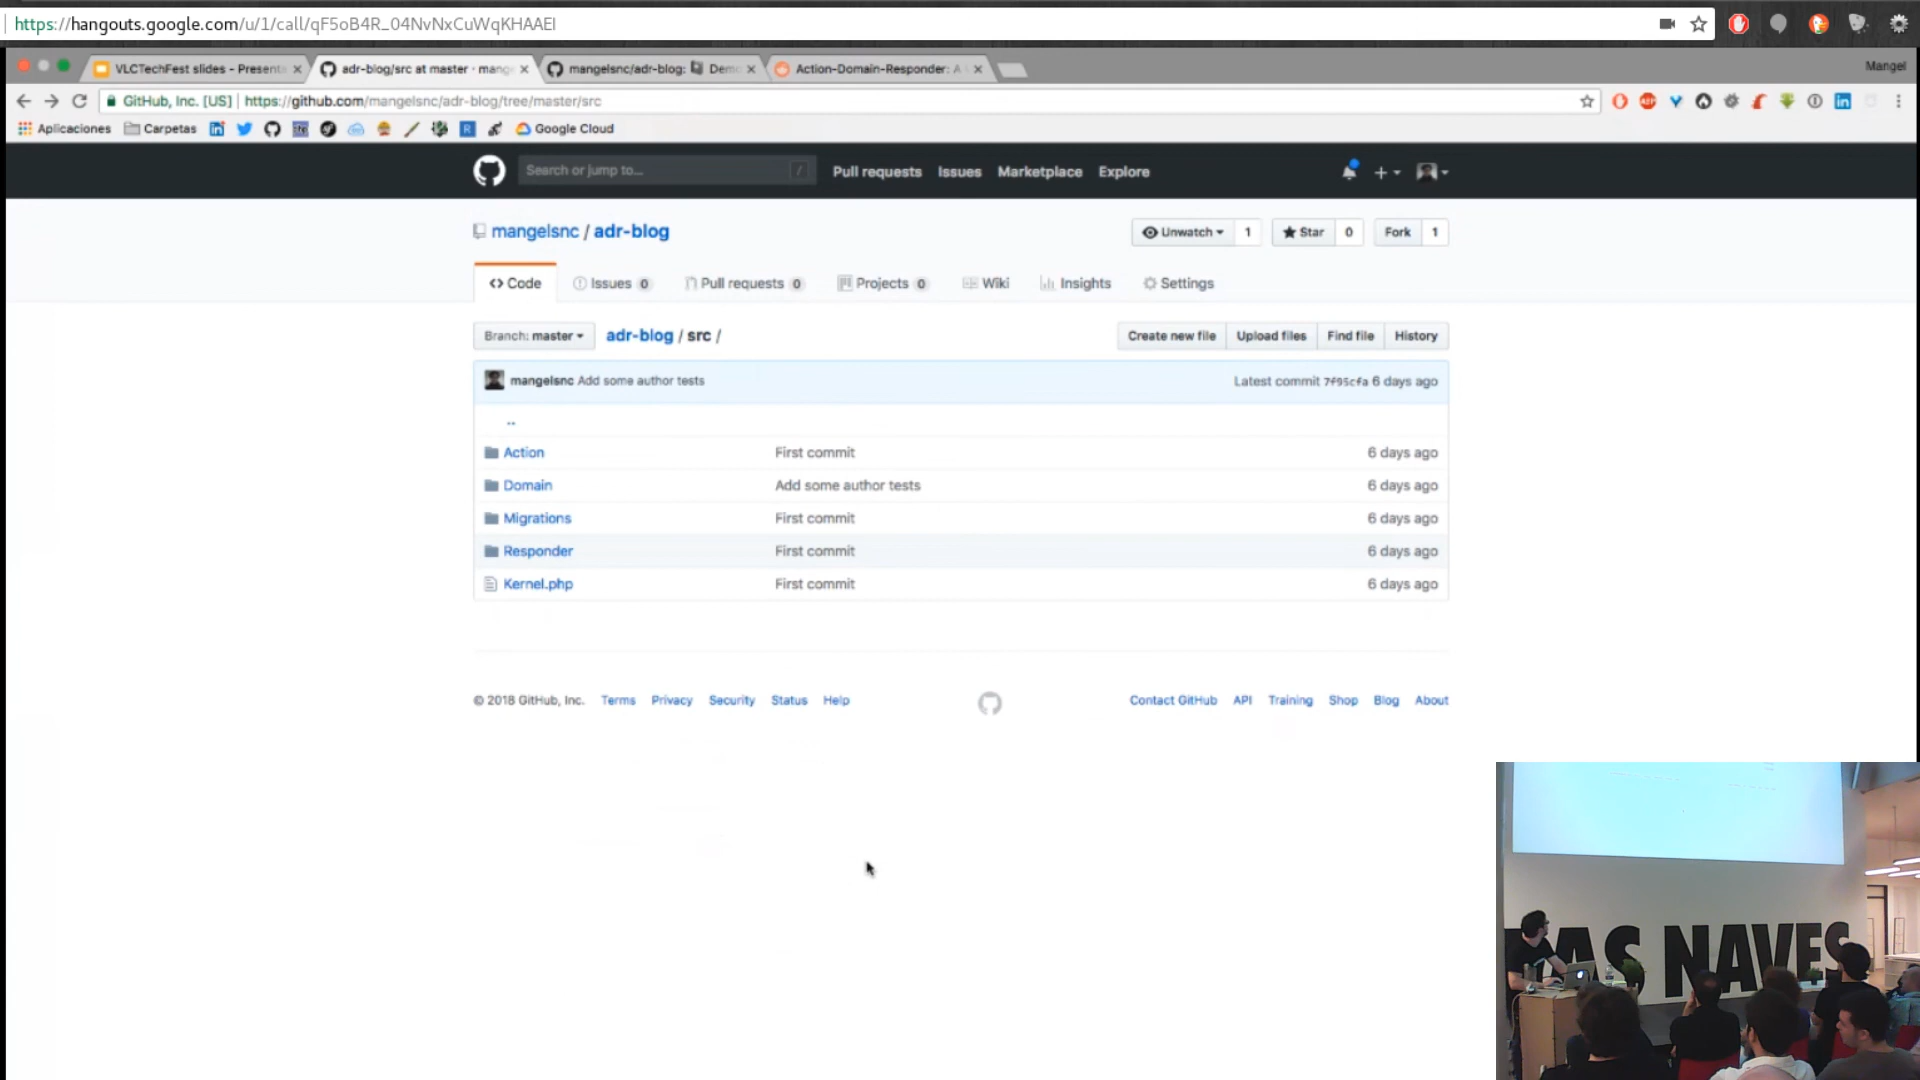 https://hangouts.google.com/u/1/call/qF5oB4R_04NvNxCuWqKHAAEI
VLCTechFest slides - Present
adr-blog/src at master · mang
mangelsnc/adr-blog: Demo
Action-Domain-Responder: A
Mangel
GitHub, Inc. [US] | https://github.com/mangelsnc/adr-blog/tree/master/src
Aplicaciones Carpetas Google Cloud
Search or jump to... /
Pull requests Issues Marketplace Explore
mangelsnc / adr-blog
Unwatch 1 Star 0 Fork 1
Code Issues 0 Pull requests 0 Projects 0 Wiki Insights Settings
Branch: master adr-blog / src /
Create new file Upload files Find file History
mangelsnc Add some author tests Latest commit 7f95cfa 6 days ago
..
Action First commit 6 days ago
Domain Add some author tests 6 days ago
Migrations First commit 6 days ago
Responder First commit 6 days ago
Kernel.php First commit 6 days ago
© 2018 GitHub, Inc. Terms Privacy Security Status Help
Contact GitHub API Training Shop Blog About
AS NAVES